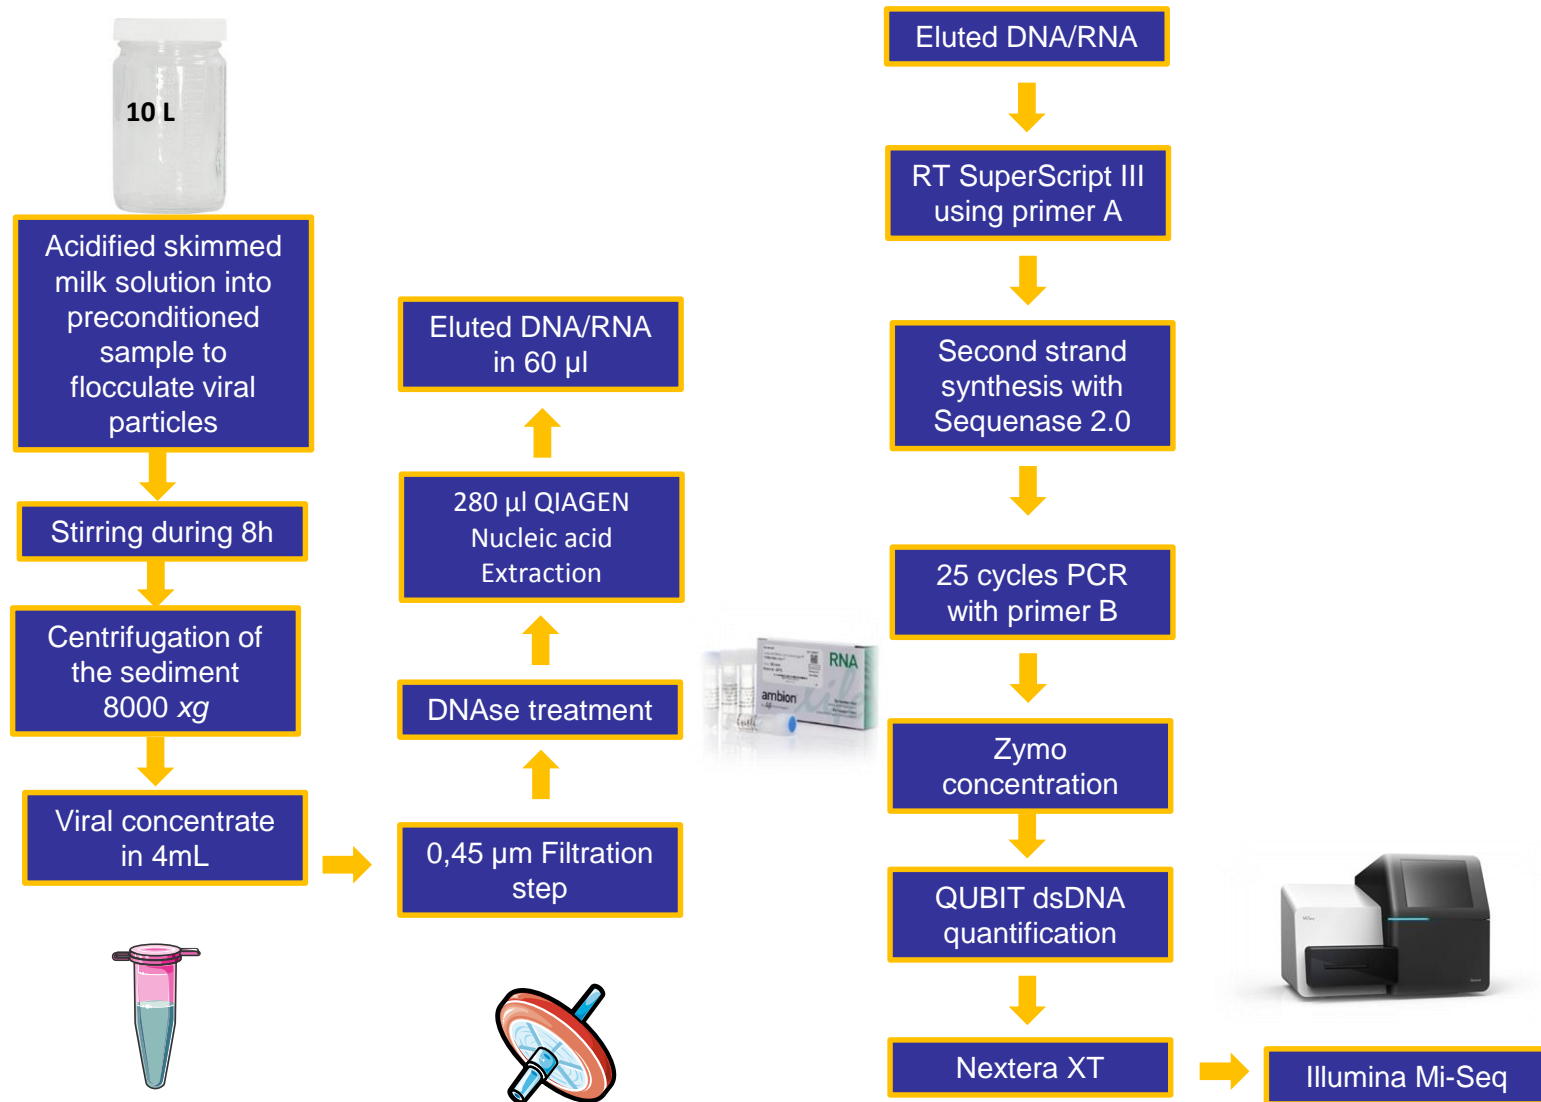 10 L
Acidified skimmed
milk solution into
preconditioned
sample to
flocculate viral
particles
Stirring during 8h
Centrifugation of
the sediment
8000 xg
Viral concentrate
in 4mL
Eluted DNA/RNA
in 60 µl
280 µl QIAGEN
Nucleic acid
Extraction
DNAse treatment
0,45 µm Filtration
step
RNA
ambion
Eluted DNA/RNA
RT SuperScript III
using primer A
Second strand
synthesis with
Sequenase 2.0
25 cycles PCR
with primer B
Zymo
concentration
QUBIT dsDNA
quantification
Nextera XT
Illumina Mi-Seq